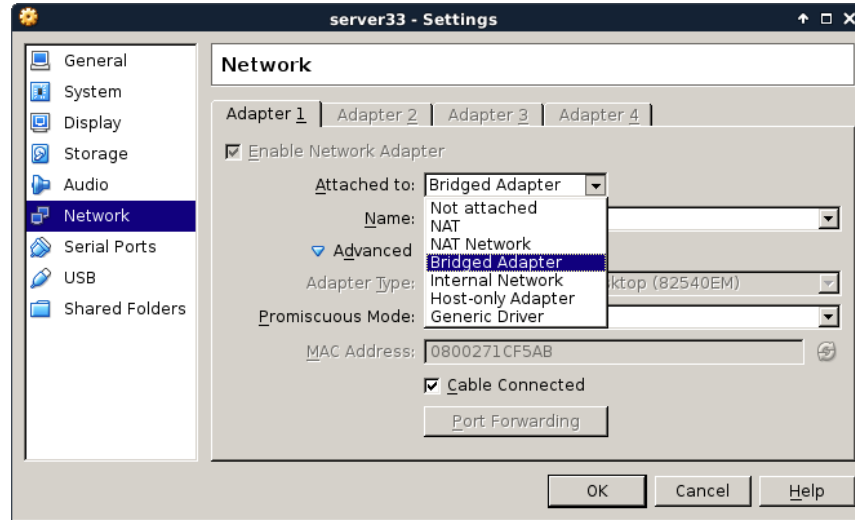 server33 - Settings
General
System
Display
Storage
Audio
Network
Serial Ports
USB
Shared Folders
Network
Adapter 1
Adapter 2
Adapter 3
Adapter 4
Enable Network Adapter
Attached to: Bridged Adapter
Not attached
NAT
NAT Network
Bridged Adapter
Internal Network
Host-only Adapter
Generic Driver
Name:
Advanced
Adapter Type: (82540EM)
Promiscuous Mode:
MAC Address: 0800271CF5AB
Cable Connected
Port Forwarding
OK
Cancel
Help